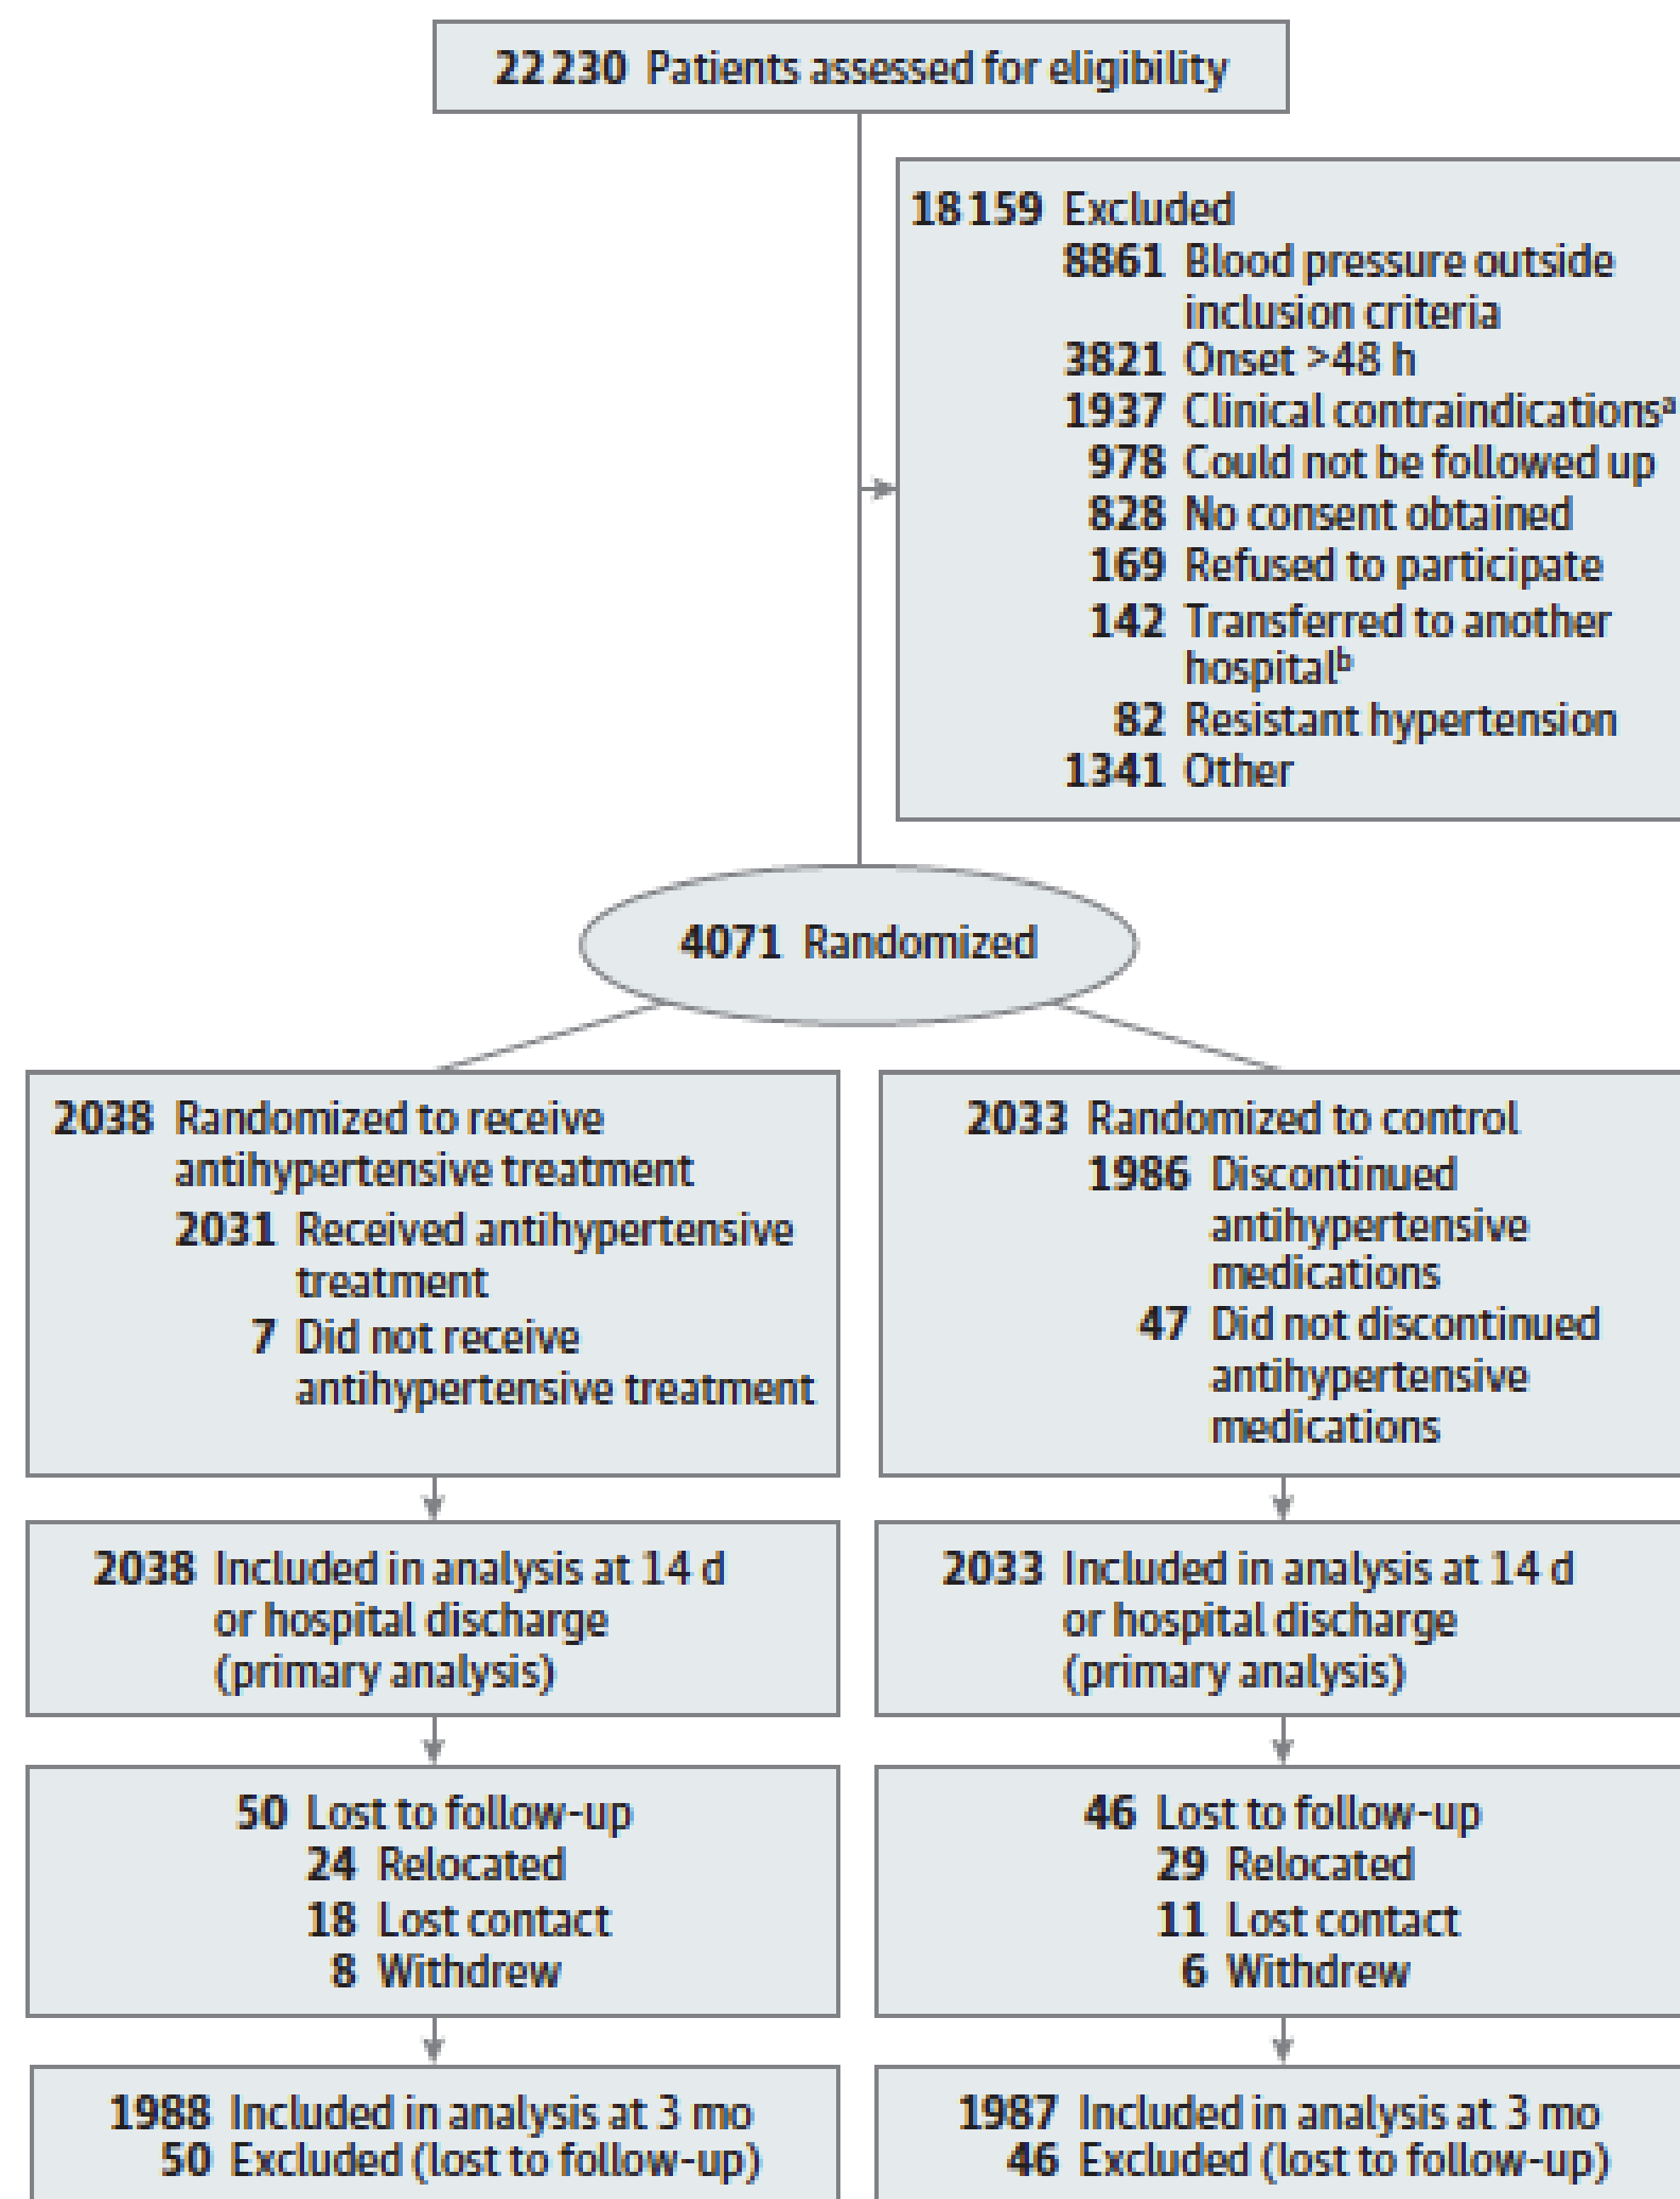 22 230 Patients assessed for eligibility
18 159 Excluded
8861 Blood pressure outside
inclusion criteria
3821 Onset >48 h
1937 Clinical contraindicationsᵃ
978 Could not be followed up
828 No consent obtained
169 Refused to participate
142 Transferred to another
hospitalᵇ
82 Resistant hypertension
1341 Other
4071 Randomized
2038 Randomized to receive
antihypertensive treatment
2031 Received antihypertensive
treatment
7 Did not receive
antihypertensive treatment
2033 Randomized to control
1986 Discontinued
antihypertensive
medications
47 Did not discontinued
antihypertensive
medications
2038 Included in analysis at 14 d
or hospital discharge
(primary analysis)
2033 Included in analysis at 14 d
or hospital discharge
(primary analysis)
50 Lost to follow-up
24 Relocated
18 Lost contact
8 Withdrew
46 Lost to follow-up
29 Relocated
11 Lost contact
6 Withdrew
1988 Included in analysis at 3 mo
50 Excluded (lost to follow-up)
1987 Included in analysis at 3 mo
46 Excluded (lost to follow-up)